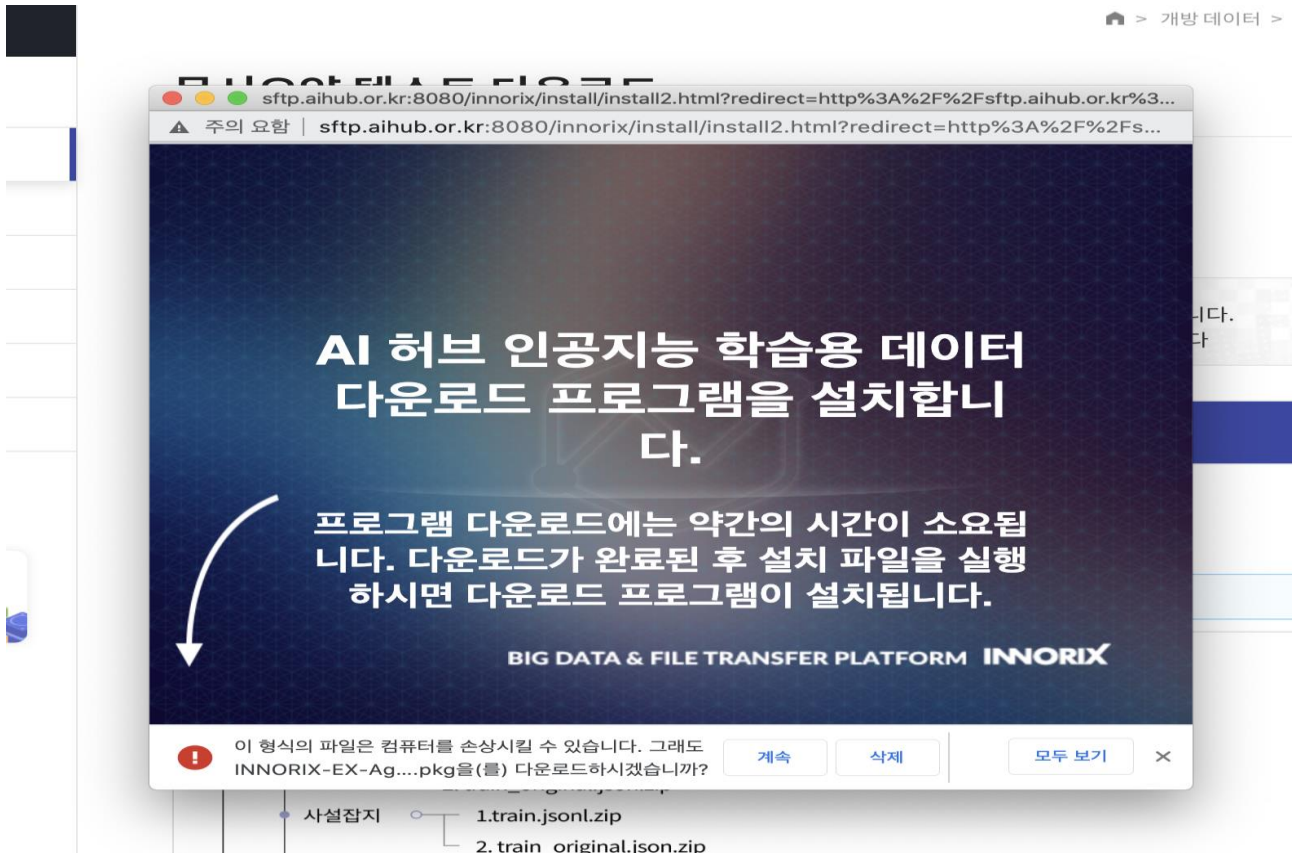 > 개방 데이터 >
sftp.aihub.or.kr:8080/innorix/install/install2.html?redirect=http%3A%2F%2Fsftp.aihub.or.kr%3...
주의 요함 | sftp.aihub.or.kr:8080/innorix/install/install2.html?redirect=http%3A%2F%2Fs...
니다.
다
AI 허브 인공지능 학습용 데이터
다운로드 프로그램을 설치합니
다.
프로그램 다운로드에는 약간의 시간이 소요됩
니다. 다운로드가 완료된 후 설치 파일을 실행
하시면 다운로드 프로그램이 설치됩니다.
BIG DATA & FILE TRANSFER PLATFORM INNORIX
이 형식의 파일은 컴퓨터를 손상시킬 수 있습니다. 그래도
INNORIX-EX-Ag....pkg을(를) 다운로드하시겠습니까?
계속
삭제
모두 보기
사설잡지
1.train.jsonl.zip
2. train_original.json.zip